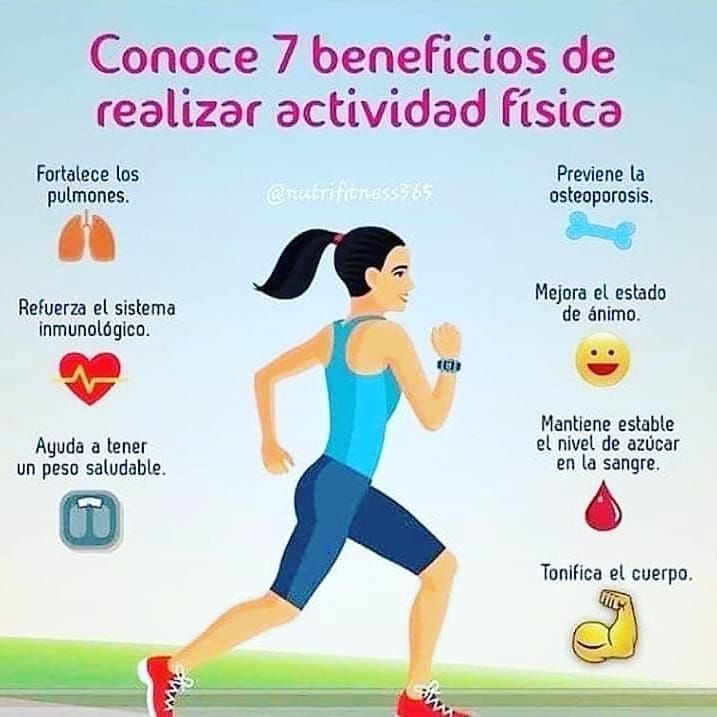 Conoce 7 beneficios de
realizar actividad física
@nutrifitness365
Fortalece los
pulmones.
Refuerza el sistema
inmunológico.
Ayuda a tener
un peso saludable.
Previene la
osteoporosis.
Mejora el estado
de ánimo.
Mantiene estable
el nivel de azúcar
en la sangre.
Tonifica el cuerpo.